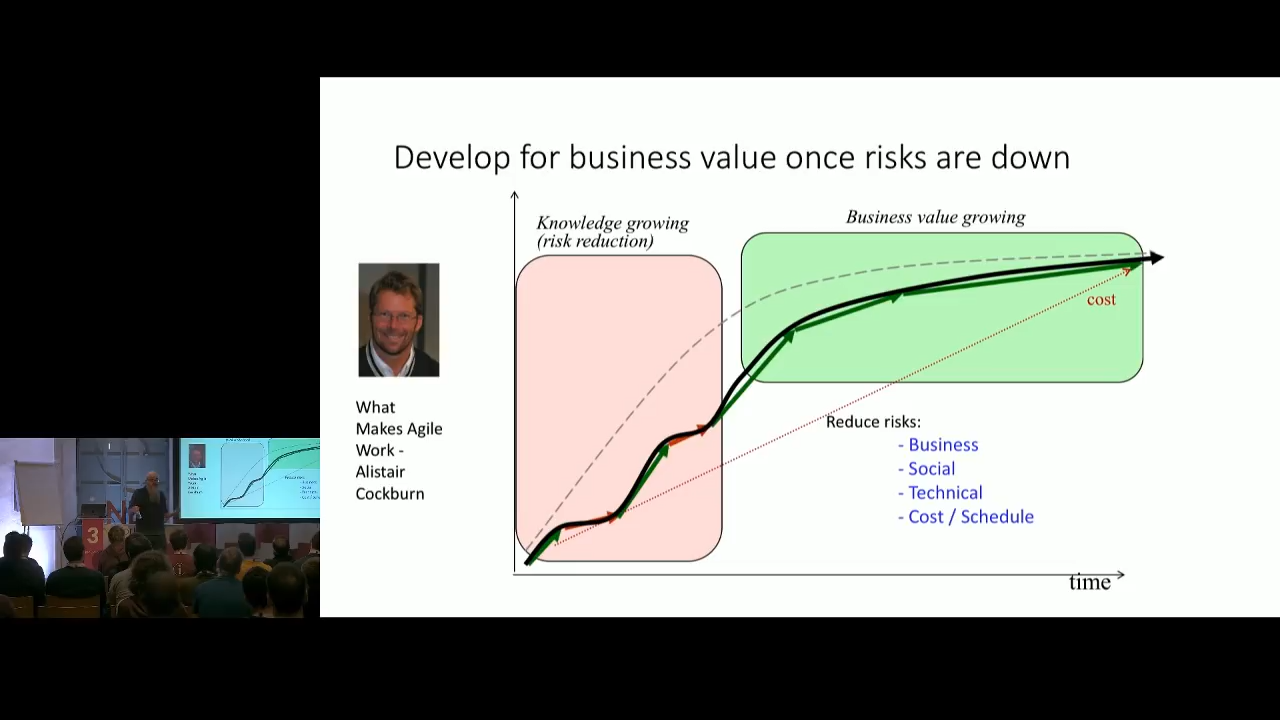 Develop for business value once risks are down
Knowledge growing
(risk reduction)
Business value growing
cost
What
Makes Agile
Work -
Alistair
Cockburn
Reduce risks:
- Business
- Social
- Technical
- Cost / Schedule
time
3